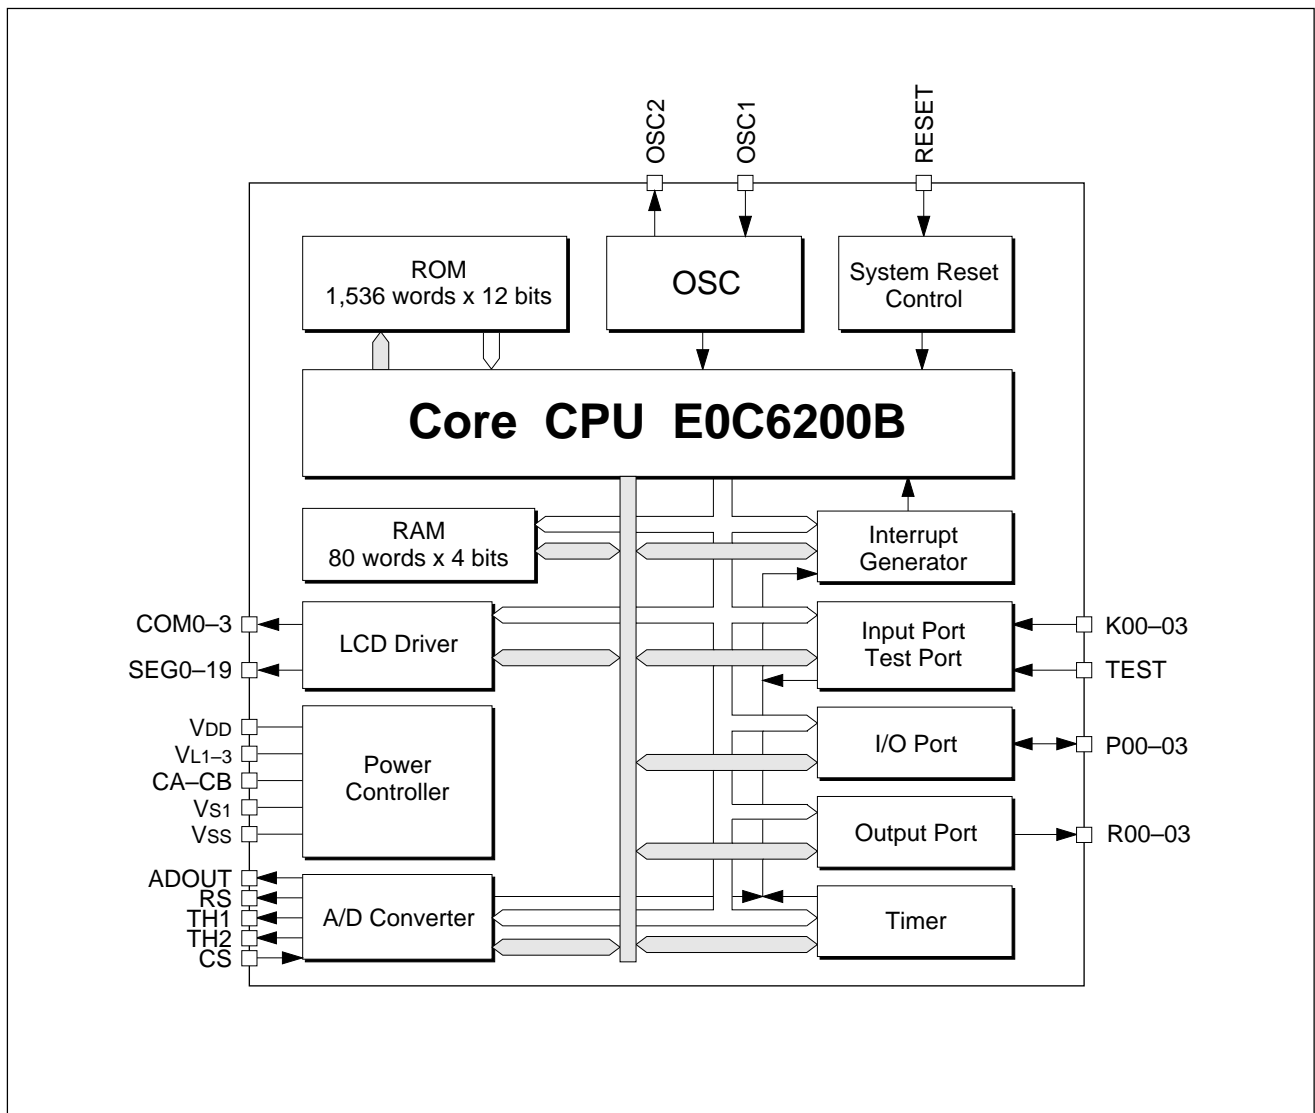 OSC2
OSC1
RESET
ROM
1,536 words x 12 bits
OSC
System Reset
Control
Core CPU E0C6200B
RAM
80 words x 4 bits
Interrupt
Generator
COM0–3
SEG0–19
LCD Driver
Input Port
Test Port
K00–03
TEST
VDD
VL1–3
CA–CB
VS1
VSS
Power
Controller
I/O Port
P00–03
Output Port
R00–03
ADOUT
RS
TH1
TH2
CS
A/D Converter
Timer